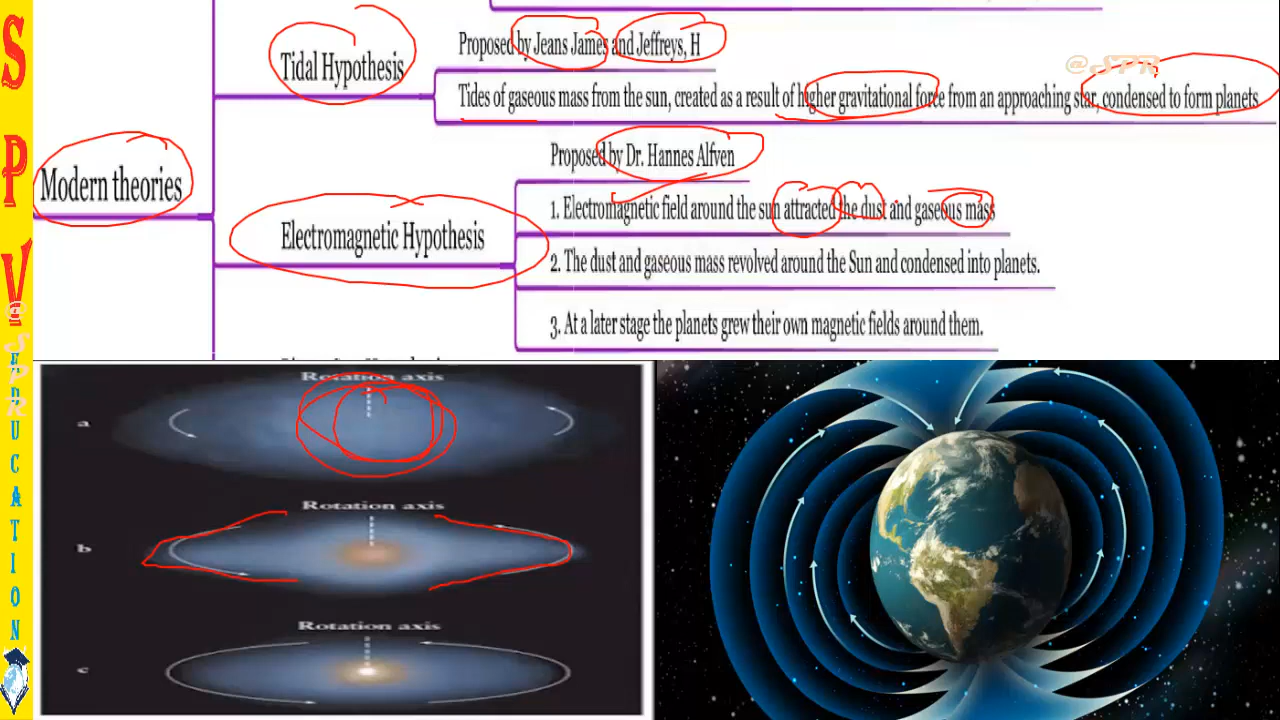 SPV
EDUCATION
@SPR
@SPR
Modern theories
Tidal Hypothesis
Proposed by Jeans James and Jeffreys, H
Tides of gaseous mass from the sun, created as a result of higher gravitational force from an approaching star, condensed to form planets
Electromagnetic Hypothesis
Proposed by Dr. Hannes Alfven
1. Electromagnetic field around the sun attracted the dust and gaseous mass
2. The dust and gaseous mass revolved around the Sun and condensed into planets.
3. At a later stage the planets grew their own magnetic fields around them.
Rotation axis
a
Rotation axis
b
Rotation axis
c